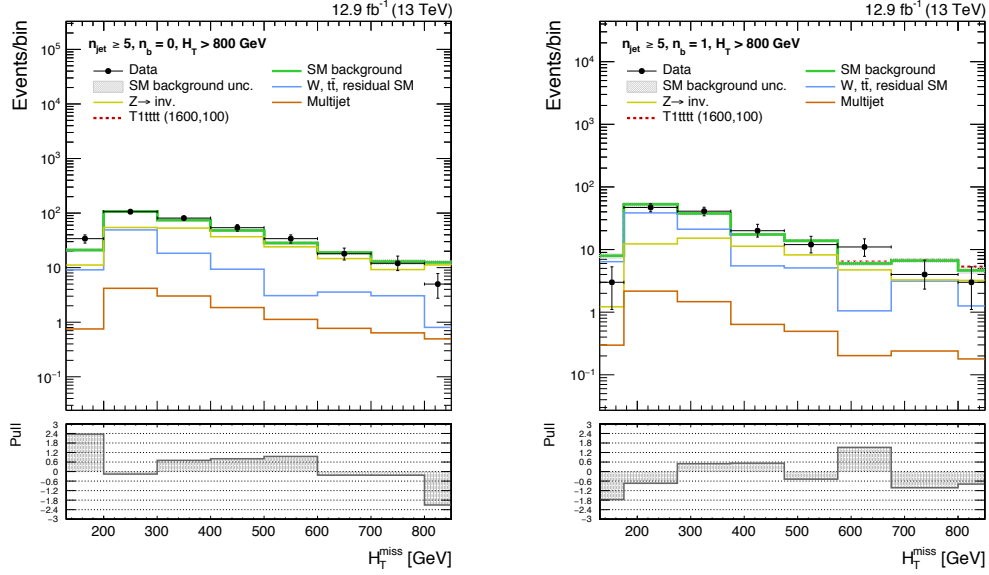 12.9 fb⁻¹ (13 TeV)
Events/bin
10⁵
10⁴
10³
10²
10
1
10⁻¹
n_jet ≥ 5, n_b = 0, H_T > 800 GeV
Data
SM background unc.
Z→ inv.
T1tttt (1600,100)
SM background
W, tt̄, residual SM
Multijet
Pull
3
2.4
1.8
1.2
0.6
0
−0.6
−1.2
−1.8
−2.4
−3
200 300 400 500 600 700 800
H_T^miss [GeV]
12.9 fb⁻¹ (13 TeV)
Events/bin
10⁴
10³
10²
10
1
10⁻¹
n_jet ≥ 5, n_b = 1, H_T > 800 GeV
Data
SM background unc.
Z→ inv.
T1tttt (1600,100)
SM background
W, tt̄, residual SM
Multijet
Pull
3
2.4
1.8
1.2
0.6
0
−0.6
−1.2
−1.8
−2.4
−3
200 300 400 500 600 700 800
H_T^miss [GeV]